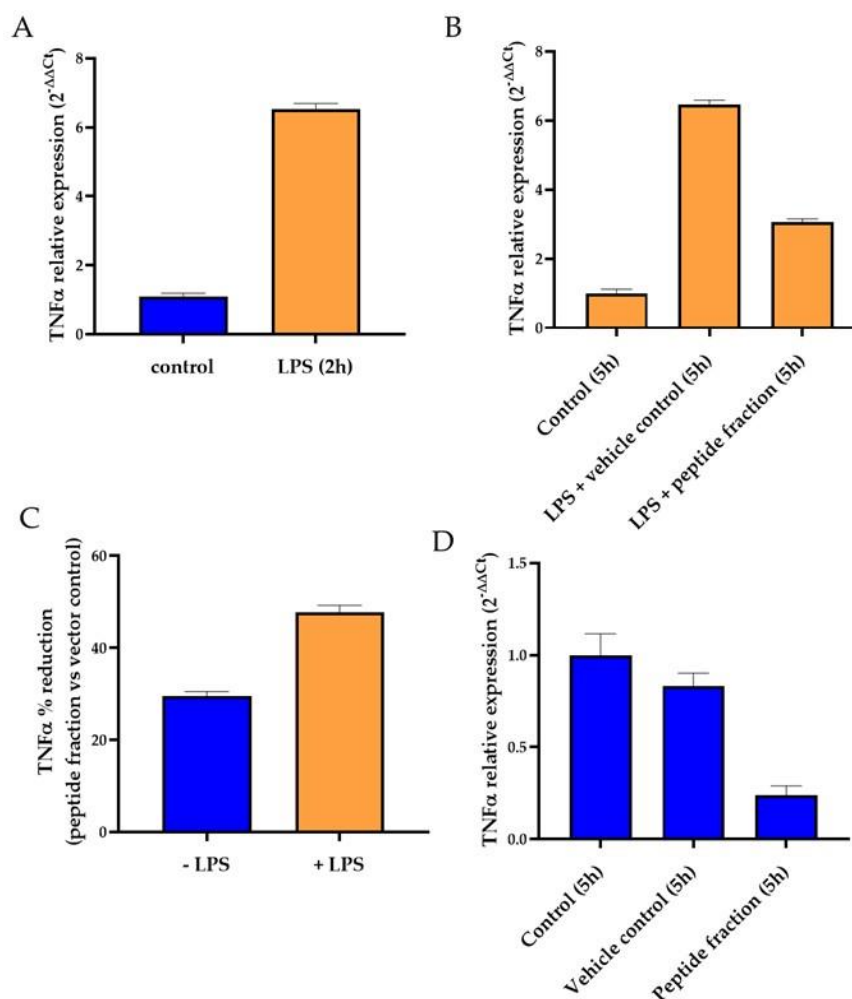 A
TNFα relative expression (2^-ΔΔCt)
8
6
4
2
0
control
LPS (2h)
B
TNFα relative expression (2^-ΔΔCt)
8
6
4
2
0
Control (5h)
LPS + vehicle control (5h)
LPS + peptide fraction (5h)
C
TNFα % reduction
(peptide fraction vs vector control)
60
40
20
0
- LPS
+ LPS
D
TNFα relative expression (2^-ΔΔCt)
1.5
1.0
0.5
0.0
Control (5h)
Vehicle control (5h)
Peptide fraction (5h)